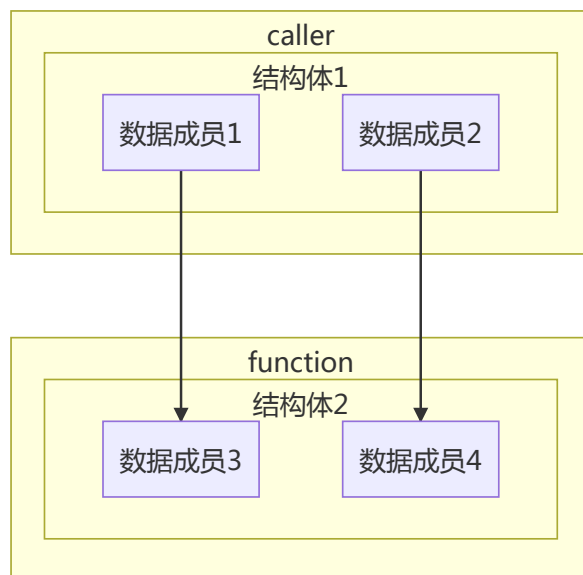 caller
结构体1
数据成员1
数据成员2
function
结构体2
数据成员3
数据成员4